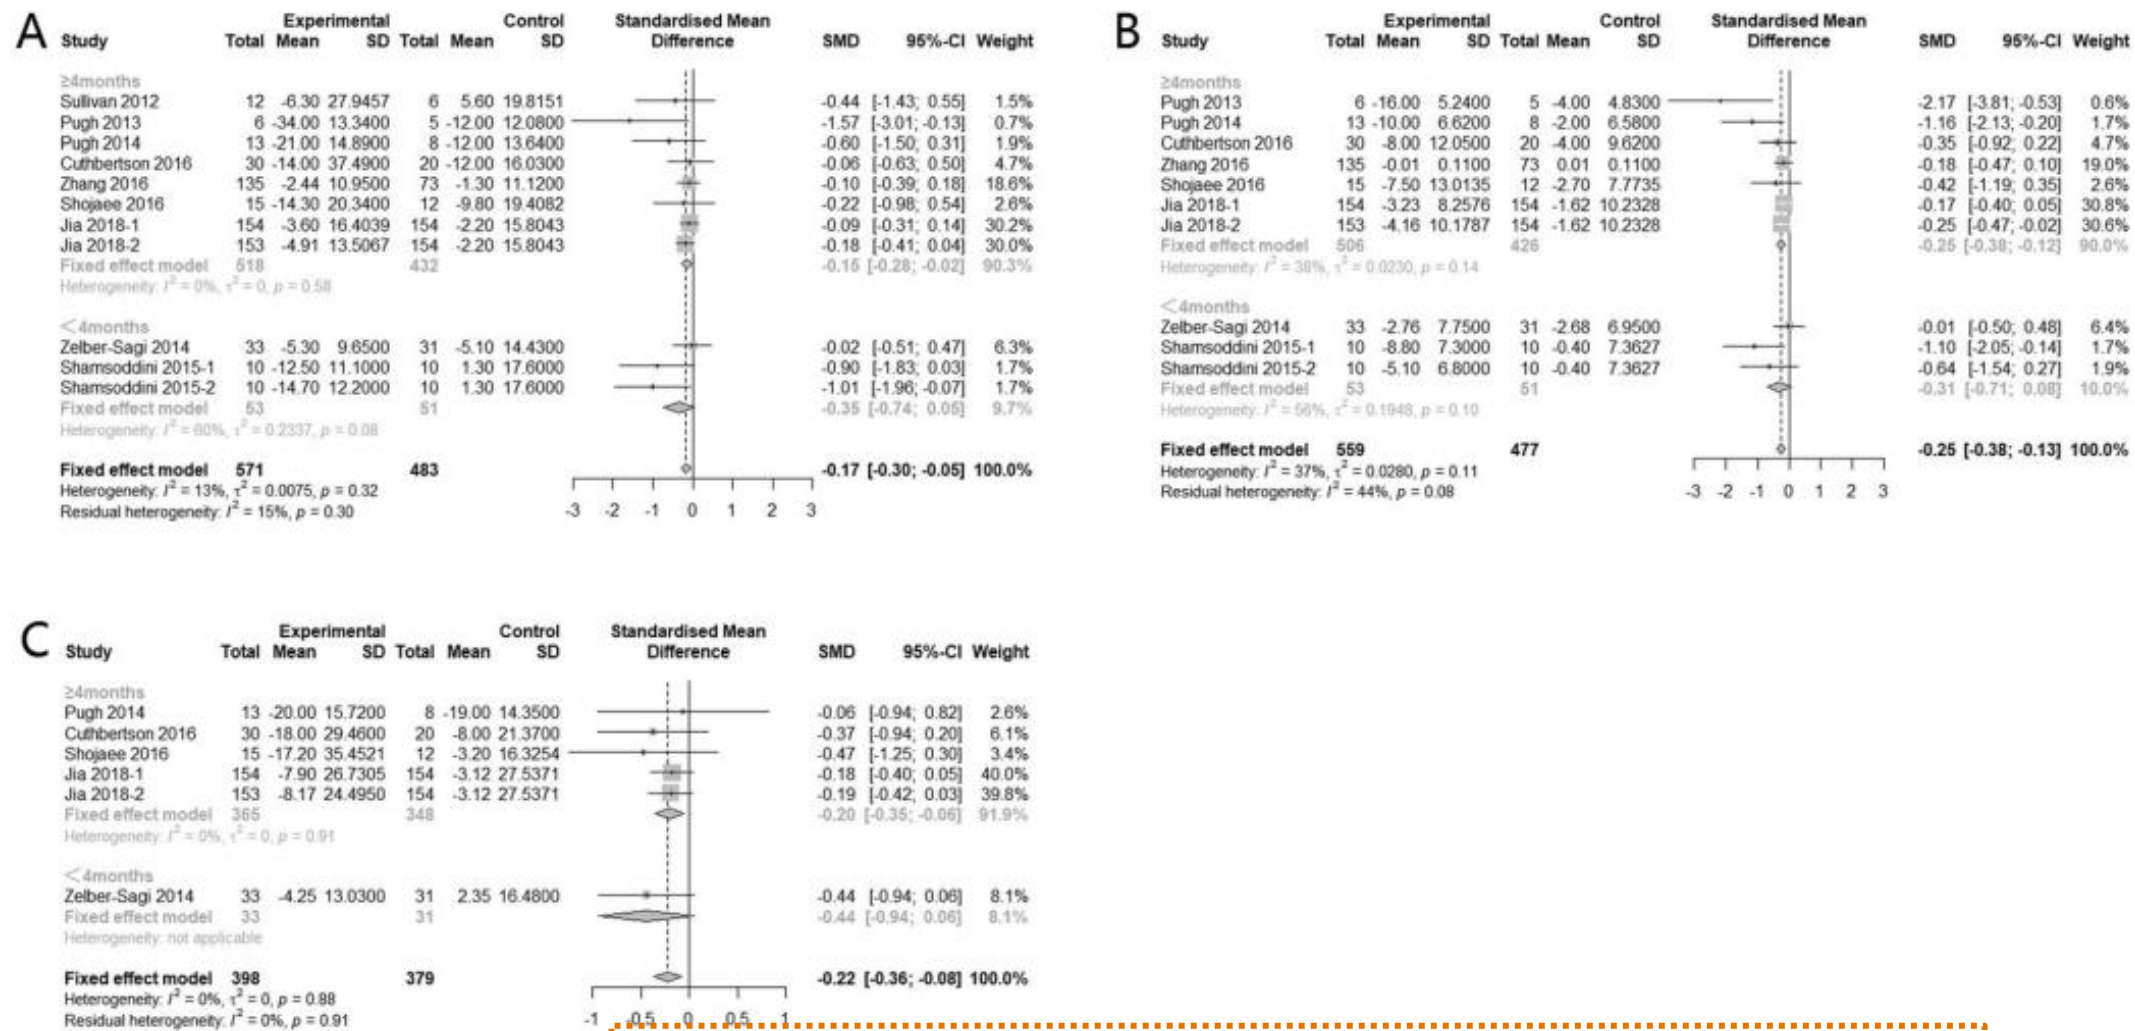 A
Experimental Control Standardised Mean
Study Total Mean SD Total Mean SD Difference SMD 95%-CI Weight
≥4months
Sullivan 2012 12 -6.30 27.9457 6 5.60 19.8151 -0.44 [-1.43; 0.55] 1.5%
Pugh 2013 6 -34.00 13.3400 5 -12.00 12.0800 -1.57 [-3.01; -0.13] 0.7%
Pugh 2014 13 -21.00 14.8900 8 -12.00 13.6400 -0.60 [-1.50; 0.31] 1.9%
Cuthbertson 2016 30 -14.00 37.4900 20 -12.00 16.0300 -0.06 [-0.63; 0.50] 4.7%
Zhang 2016 135 -2.44 10.9500 73 -1.30 11.1200 -0.10 [-0.39; 0.18] 18.6%
Shojaee 2016 15 -14.30 20.3400 12 -9.80 19.4082 -0.22 [-0.98; 0.54] 2.6%
Jia 2018-1 154 -3.60 16.4039 154 -2.20 15.8043 -0.09 [-0.31; 0.14] 30.2%
Jia 2018-2 153 -4.91 13.5067 154 -2.20 15.8043 -0.18 [-0.41; 0.04] 30.0%
Fixed effect model 518 432 -0.15 [-0.28; -0.02] 90.3%
Heterogeneity: I² = 0%, τ² = 0, p = 0.58
<4months
Zelber-Sagi 2014 33 -5.30 9.6500 31 -5.10 14.4300 -0.02 [-0.51; 0.47] 6.3%
Shamsoddini 2015-1 10 -12.50 11.1000 10 1.30 17.6000 -0.90 [-1.83; 0.03] 1.7%
Shamsoddini 2015-2 10 -14.70 12.2000 10 1.30 17.6000 -1.01 [-1.96; -0.07] 1.7%
Fixed effect model 53 51 -0.35 [-0.74; 0.05] 9.7%
Heterogeneity: I² = 60%, τ² = 0.2337, p = 0.08
Fixed effect model 571 483 -0.17 [-0.30; -0.05] 100.0%
Heterogeneity: I² = 13%, τ² = 0.0075, p = 0.32
Residual heterogeneity: I² = 15%, p = 0.30
-3 -2 -1 0 1 2 3
B
Experimental Control Standardised Mean
Study Total Mean SD Total Mean SD Difference SMD 95%-CI Weight
≥4months
Pugh 2013 6 -16.00 5.2400 5 -4.00 4.8300 -2.17 [-3.81; -0.53] 0.6%
Pugh 2014 13 -10.00 6.6200 8 -2.00 6.5800 -1.16 [-2.13; -0.20] 1.7%
Cuthbertson 2016 30 -8.00 12.0500 20 -4.00 9.6200 -0.35 [-0.92; 0.22] 4.7%
Zhang 2016 135 -0.01 0.1100 73 0.01 0.1100 -0.18 [-0.47; 0.10] 19.0%
Shojaee 2016 15 -7.50 13.0135 12 -2.70 7.7735 -0.42 [-1.19; 0.35] 2.6%
Jia 2018-1 154 -3.23 8.2576 154 -1.62 10.2328 -0.17 [-0.40; 0.05] 30.8%
Jia 2018-2 153 -4.16 10.1787 154 -1.62 10.2328 -0.25 [-0.47; -0.02] 30.6%
Fixed effect model 506 426 -0.25 [-0.38; -0.12] 90.0%
Heterogeneity: I² = 38%, τ² = 0.0230, p = 0.14
<4months
Zelber-Sagi 2014 33 -2.76 7.7500 31 -2.68 6.9500 -0.01 [-0.50; 0.48] 6.4%
Shamsoddini 2015-1 10 -8.80 7.3000 10 -0.40 7.3627 -1.10 [-2.05; -0.14] 1.7%
Shamsoddini 2015-2 10 -5.10 6.8000 10 -0.40 7.3627 -0.64 [-1.54; 0.27] 1.9%
Fixed effect model 53 51 -0.31 [-0.71; 0.08] 10.0%
Heterogeneity: I² = 56%, τ² = 0.1948, p = 0.10
Fixed effect model 559 477 -0.25 [-0.38; -0.13] 100.0%
Heterogeneity: I² = 37%, τ² = 0.0280, p = 0.11
Residual heterogeneity: I² = 44%, p = 0.08
-3 -2 -1 0 1 2 3
C
Experimental Control Standardised Mean
Study Total Mean SD Total Mean SD Difference SMD 95%-CI Weight
≥4months
Pugh 2014 13 -20.00 15.7200 8 -19.00 14.3500 -0.06 [-0.94; 0.82] 2.6%
Cuthbertson 2016 30 -18.00 29.4600 20 -8.00 21.3700 -0.37 [-0.94; 0.20] 6.1%
Shojaee 2016 15 -17.20 35.4521 12 -3.20 16.3254 -0.47 [-1.25; 0.30] 3.4%
Jia 2018-1 154 -7.90 26.7305 154 -3.12 27.5371 -0.18 [-0.40; 0.05] 40.0%
Jia 2018-2 153 -8.17 24.4950 154 -3.12 27.5371 -0.19 [-0.42; 0.03] 39.8%
Fixed effect model 365 348 -0.20 [-0.35; -0.06] 91.9%
Heterogeneity: I² = 0%, τ² = 0, p = 0.91
<4months
Zelber-Sagi 2014 33 -4.25 13.0300 31 2.35 16.4800 -0.44 [-0.94; 0.06] 8.1%
Fixed effect model 33 31 -0.44 [-0.94; 0.06] 8.1%
Heterogeneity: not applicable
Fixed effect model 398 379 -0.22 [-0.36; -0.08] 100.0%
Heterogeneity: I² = 0%, τ² = 0, p = 0.88
Residual heterogeneity: I² = 0%, p = 0.91
-1 -0.5 0 0.5 1